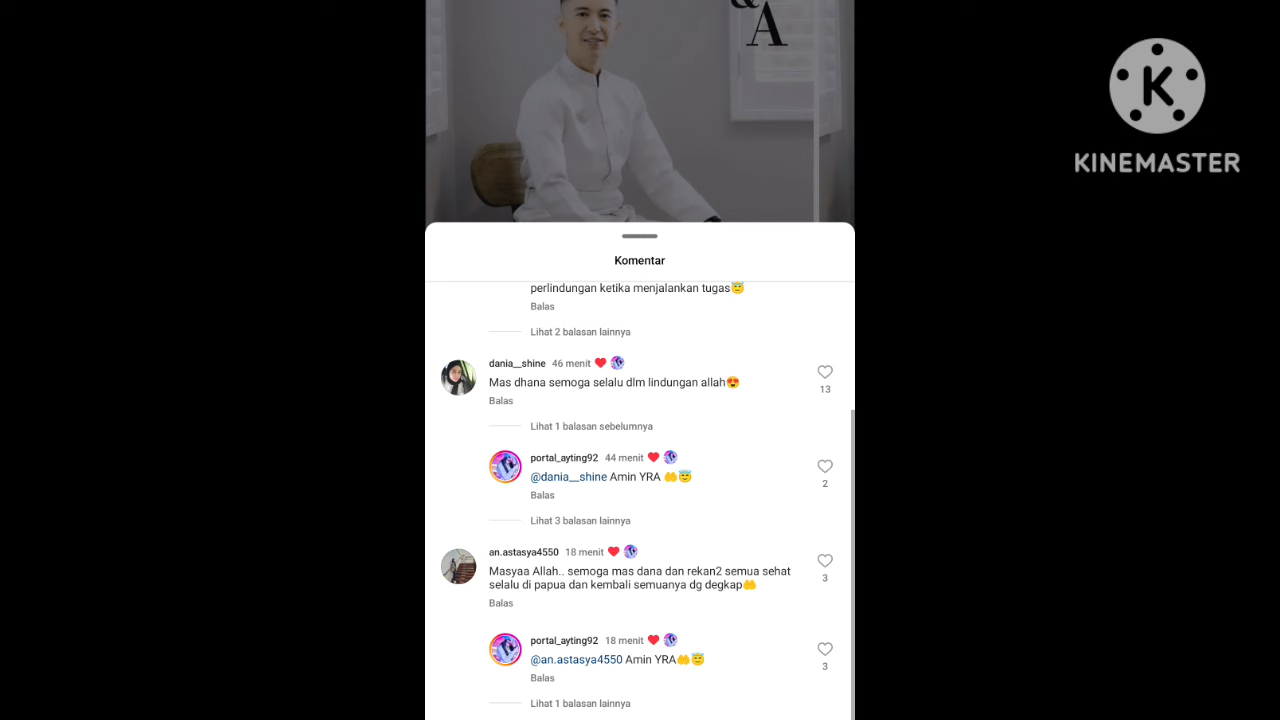 &
A
K
KINEMASTER
Komentar
perlindungan ketika menjalankan tugas😇
Balas
Lihat 2 balasan lainnya
dania__shine 46 menit
Mas dhana semoga selalu dlm lindungan allah😍
13
Balas
Lihat 1 balasan sebelumnya
portal_ayting92 44 menit
@dania__shine Amin YRA 🤲😇
2
Balas
Lihat 3 balasan lainnya
an.astasya4550 18 menit
Masyaa Allah.. semoga mas dana dan rekan2 semua sehat
selalu di papua dan kembali semuanya dg degkap🤲
3
Balas
portal_ayting92 18 menit
@an.astasya4550 Amin YRA🤲😇
3
Balas
Lihat 1 balasan lainnya